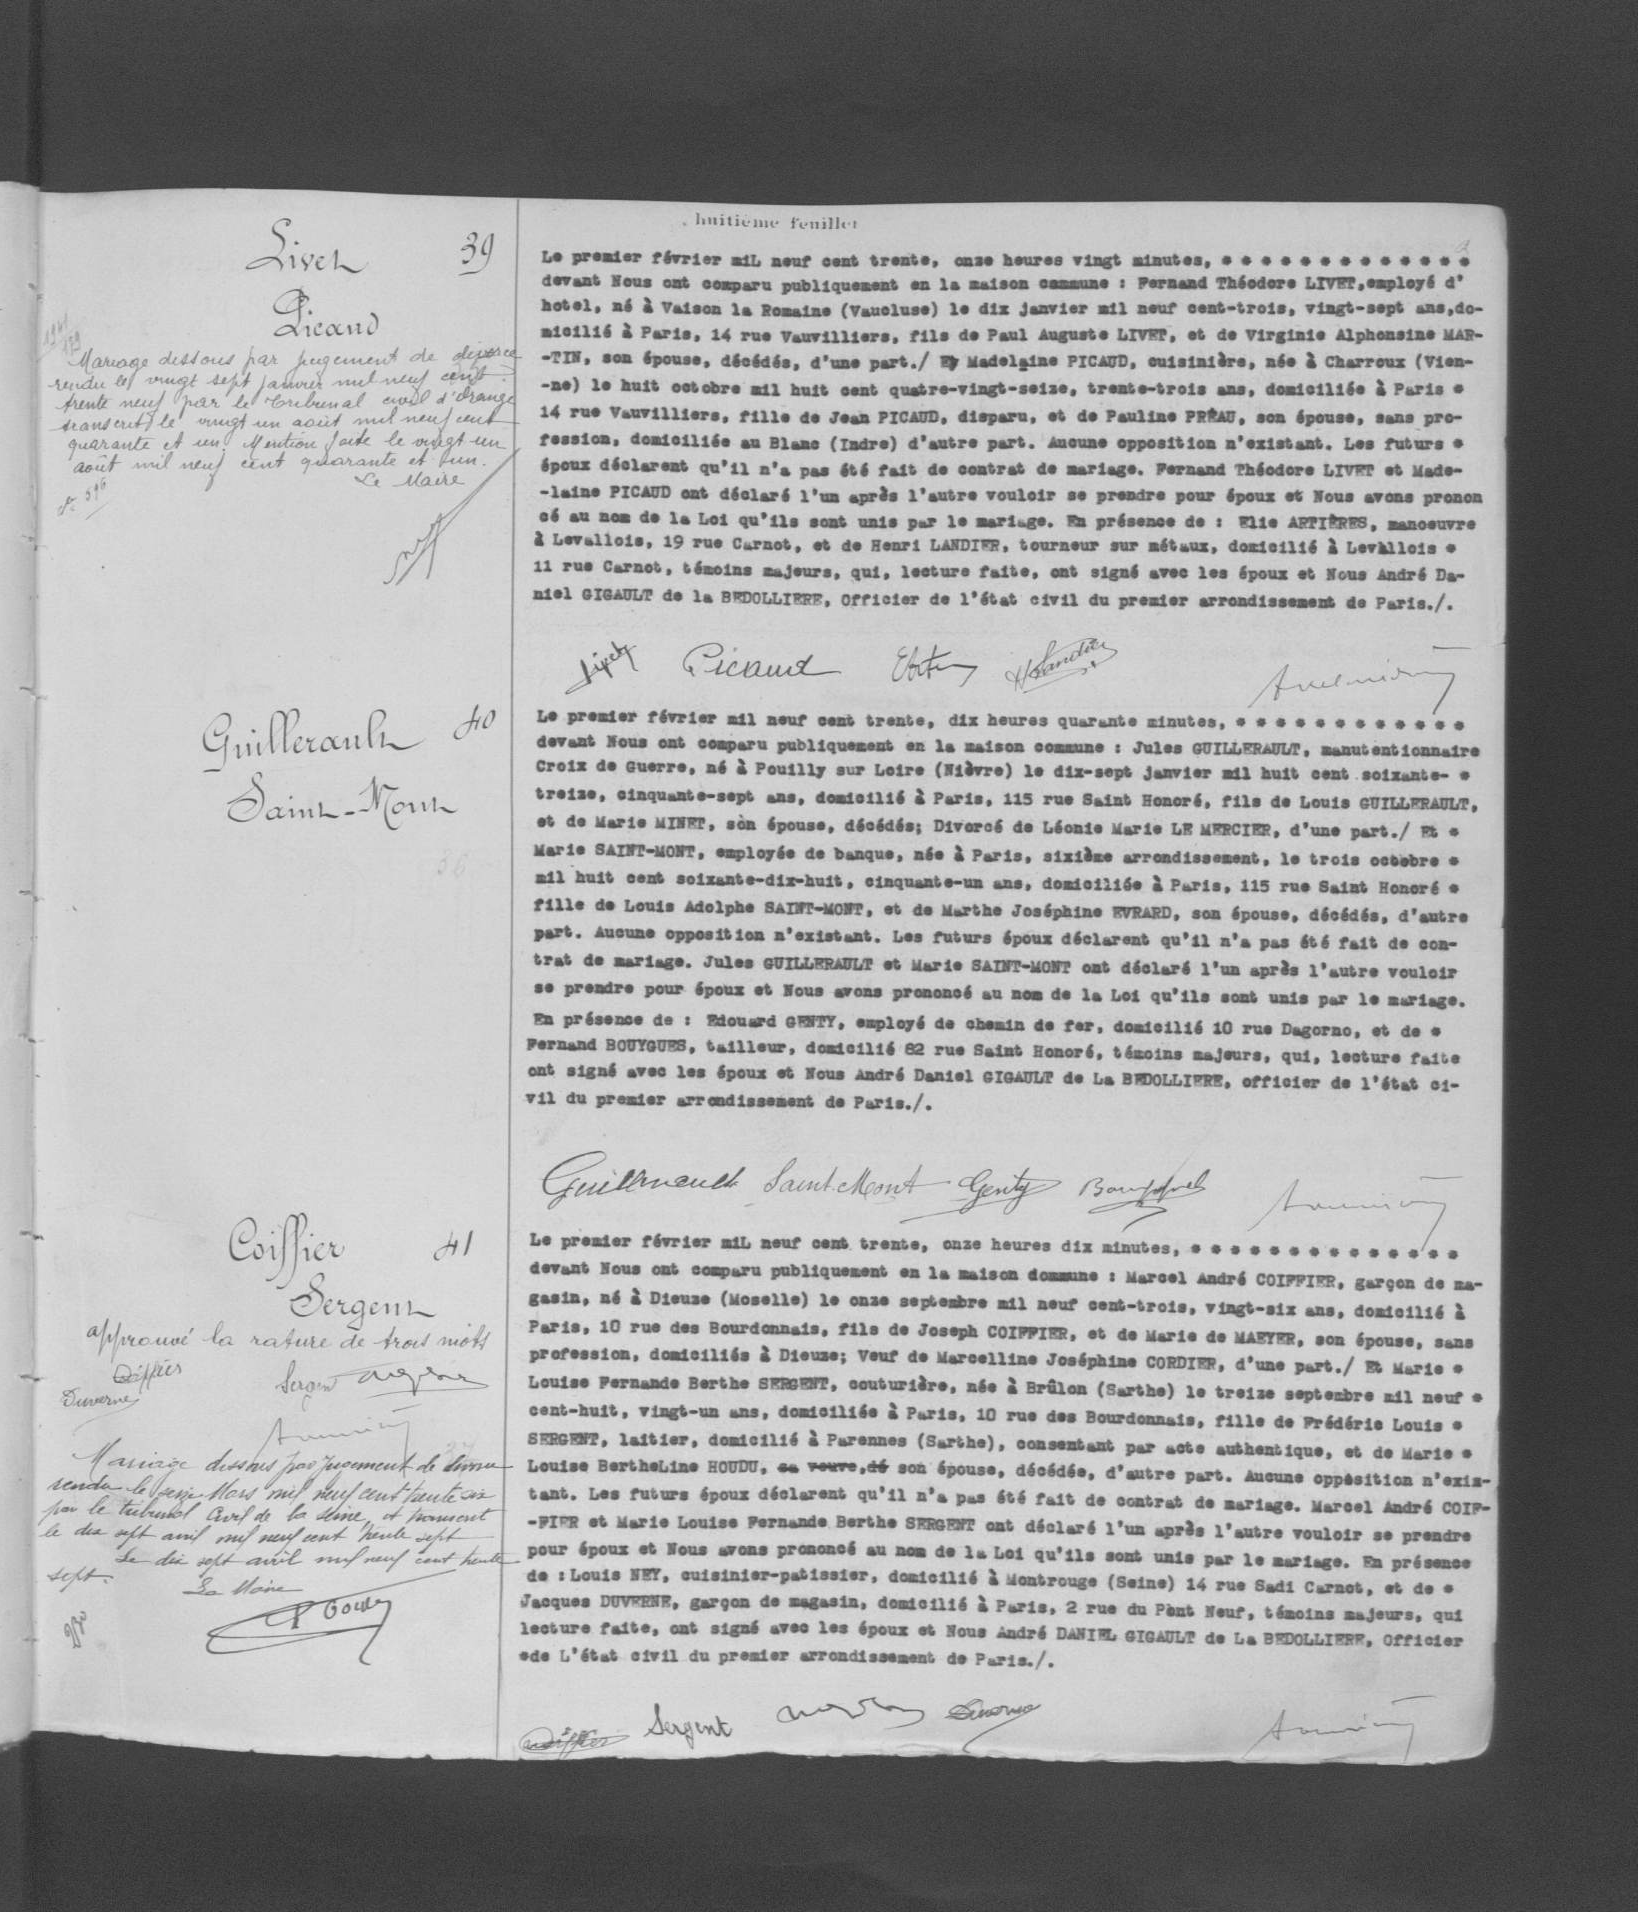 huitième feuillet
Livet
39
Picaud
Mariage dissous par jugement de divorce
rendu le vingt sept janvier mil neuf cent
trente neuf par le Tribunal civil d'Orange
transcrit le vingt un août mil neuf cent
quarante et un. Mention faite le vingt un
août mil neuf cent quarante et un.
Le Maire
Le premier février miL neuf cent trente, onze heures vingt minutes, * * * * * * * * * * * * *
devant Nous ont comparu publiquement en la maison commune : Fernand Théodore LIVET,employé d'
hotel, né à Vaison la Romaine (Vaucluse) le dix janvier mil neuf cent-trois, vingt-sept ans,do-
micilié à Paris, 14 rue Vauvilliers, fils de Paul Auguste LIVET, et de Virginie Alphonsine MAR-
-TIN, son épouse, décédés, d'une part./ Et Madelaine PICAUD, cuisinière, née à Charroux (Vien-
-ne) le huit octobre mil huit cent quatre-vingt-seize, trente-trois ans, domiciliée à Paris *
14 rue Vauvilliers, fille de Jean PICAUD, disparu, et de Pauline PRÉAU, son épouse, sans pro-
fession, domiciliée au Blanc (Indre) d'autre part. Aucune opposition n'existant. Les futurs *
époux déclarent qu'il n'a pas été fait de contrat de mariage. Fernand Théodore LIVET et Made-
-laine PICAUD ont déclaré l'un après l'autre vouloir se prendre pour époux et Nous avons pronon
cé au nom de la Loi qu'ils sont unis par le mariage. En présence de : Elie ARTIÈRES, manoeuvre
à Levallois, 19 rue Carnot, et de Henri LANDIER, tourneur sur métaux, domicilié à Levallois *
11 rue Carnot, témoins majeurs, qui, lecture faite, ont signé avec les époux et Nous André Da-
niel GIGAULT de la BEDOLLIERE, Officier de l'état civil du premier arrondissement de Paris./.
Livet Picaud HLandier
Guillerault
40
Saint-Mont
Le premier février mil neuf cent trente, dix heures quarante minutes, * * * * * * * * * * * *
devant Nous ont comparu publiquement en la maison commune : Jules GUILLERAULT, manutentionnaire
Croix de Guerre, né à Pouilly sur Loire (Nièvre) le dix-sept janvier mil huit cent soixante- *
treize, cinquante-sept ans, domicilié à Paris, 115 rue Saint Honoré, fils de Louis GUILLERAULT,
et de Marie MINET, son épouse, décédés; Divorcé de Léonie Marie LE MERCIER, d'une part./ Et *
Marie SAINT-MONT, employée de banque, née à Paris, sixième arrondissement, le trois octobre *
mil huit cent soixante-dix-huit, cinquante-un ans, domiciliée à Paris, 115 rue Saint Honoré *
fille de Louis Adolphe SAINT-MONT, et de Marthe Joséphine EVRARD, son épouse, décédés, d'autre
part. Aucune opposition n'existant. Les futurs époux déclarent qu'il n'a pas été fait de con-
trat de mariage. Jules GUILLERAULT et Marie SAINT-MONT ont déclaré l'un après l'autre vouloir
se prendre pour époux et Nous avons prononcé au nom de la Loi qu'ils sont unis par le mariage.
En présence de : Edouard GENTY, employé de chemin de fer, domicilié 10 rue Dagorno, et de *
Fernand BOUYGUES, tailleur, domicilié 82 rue Saint Honoré, témoins majeurs, qui, lecture faite
ont signé avec les époux et Nous André Daniel GIGAULT de La BEDOLLIERE, officier de l'état ci-
vil du premier arrondissement de Paris./.
Guillerault Saint-Mont Genty Bouygues
Coiffier
41
Sergent
approuvé la rature de trois mots
Coiffier
Sergent
Duverne
Mariage dissous par jugement de divorce
rendu le seize Mars mil neuf cent trente six
par le tribunal Civil de la Seine et transcrit
le dix sept avril mil neuf cent trente sept
Le dix sept avril mil neuf cent trente
sept.
Le Maire
Le premier février miL neuf cent trente, onze heures dix minutes, * * * * * * * * * * * * * *
devant Nous ont comparu publiquement en la maison dommune : Marcel André COIFFIER, garçon de ma-
gasin, né à Dieuze (Moselle) le onze septembre mil neuf cent-trois, vingt-six ans, domicilié à
Paris, 10 rue des Bourdonnais, fils de Joseph COIFFIER, et de Marie de MAEYER, son épouse, sans
profession, domiciliés à Dieuze; Veuf de Marcelline Joséphine CORDIER, d'une part./ Et Marie *
Louise Fernande Berthe SERGENT, couturière, née à Brûlon (Sarthe) le treize septembre mil neuf *
cent-huit, vingt-un ans, domiciliée à Paris, 10 rue des Bourdonnais, fille de Frédéric Louis *
SERGENT, laitier, domicilié à Parennes (Sarthe), consentant par acte authentique, et de Marie *
Louise BertheLine HOUDU, sa veuve,dé son épouse, décédée, d'autre part. Aucune oppèsition n'exis-
tant. Les futurs époux déclarent qu'il n'a pas été fait de contrat de mariage. Marcel André COIF-
-FIER et Marie Louise Fernande Berthe SERGENT ont déclaré l'un après l'autre vouloir se prendre
pour époux et Nous avons prononcé au nom de la Loi qu'ils sont unis par le mariage. En présence
de : Louis NEY, cuisinier-patissier, domicilié à Montrouge (Seine) 14 rue Sadi Carnot, et de *
Jacques DUVERNE, garçon de magasin, domicilié à Paris, 2 rue du Pont Neuf, témoins majeurs, qui
lecture faite, ont signé avec les époux et Nous André DANIEL GIGAULT de La BEDOLLIERE, Officier
*de L'état civil du premier arrondissement de Paris./.
Coiffier Sergent Duverne